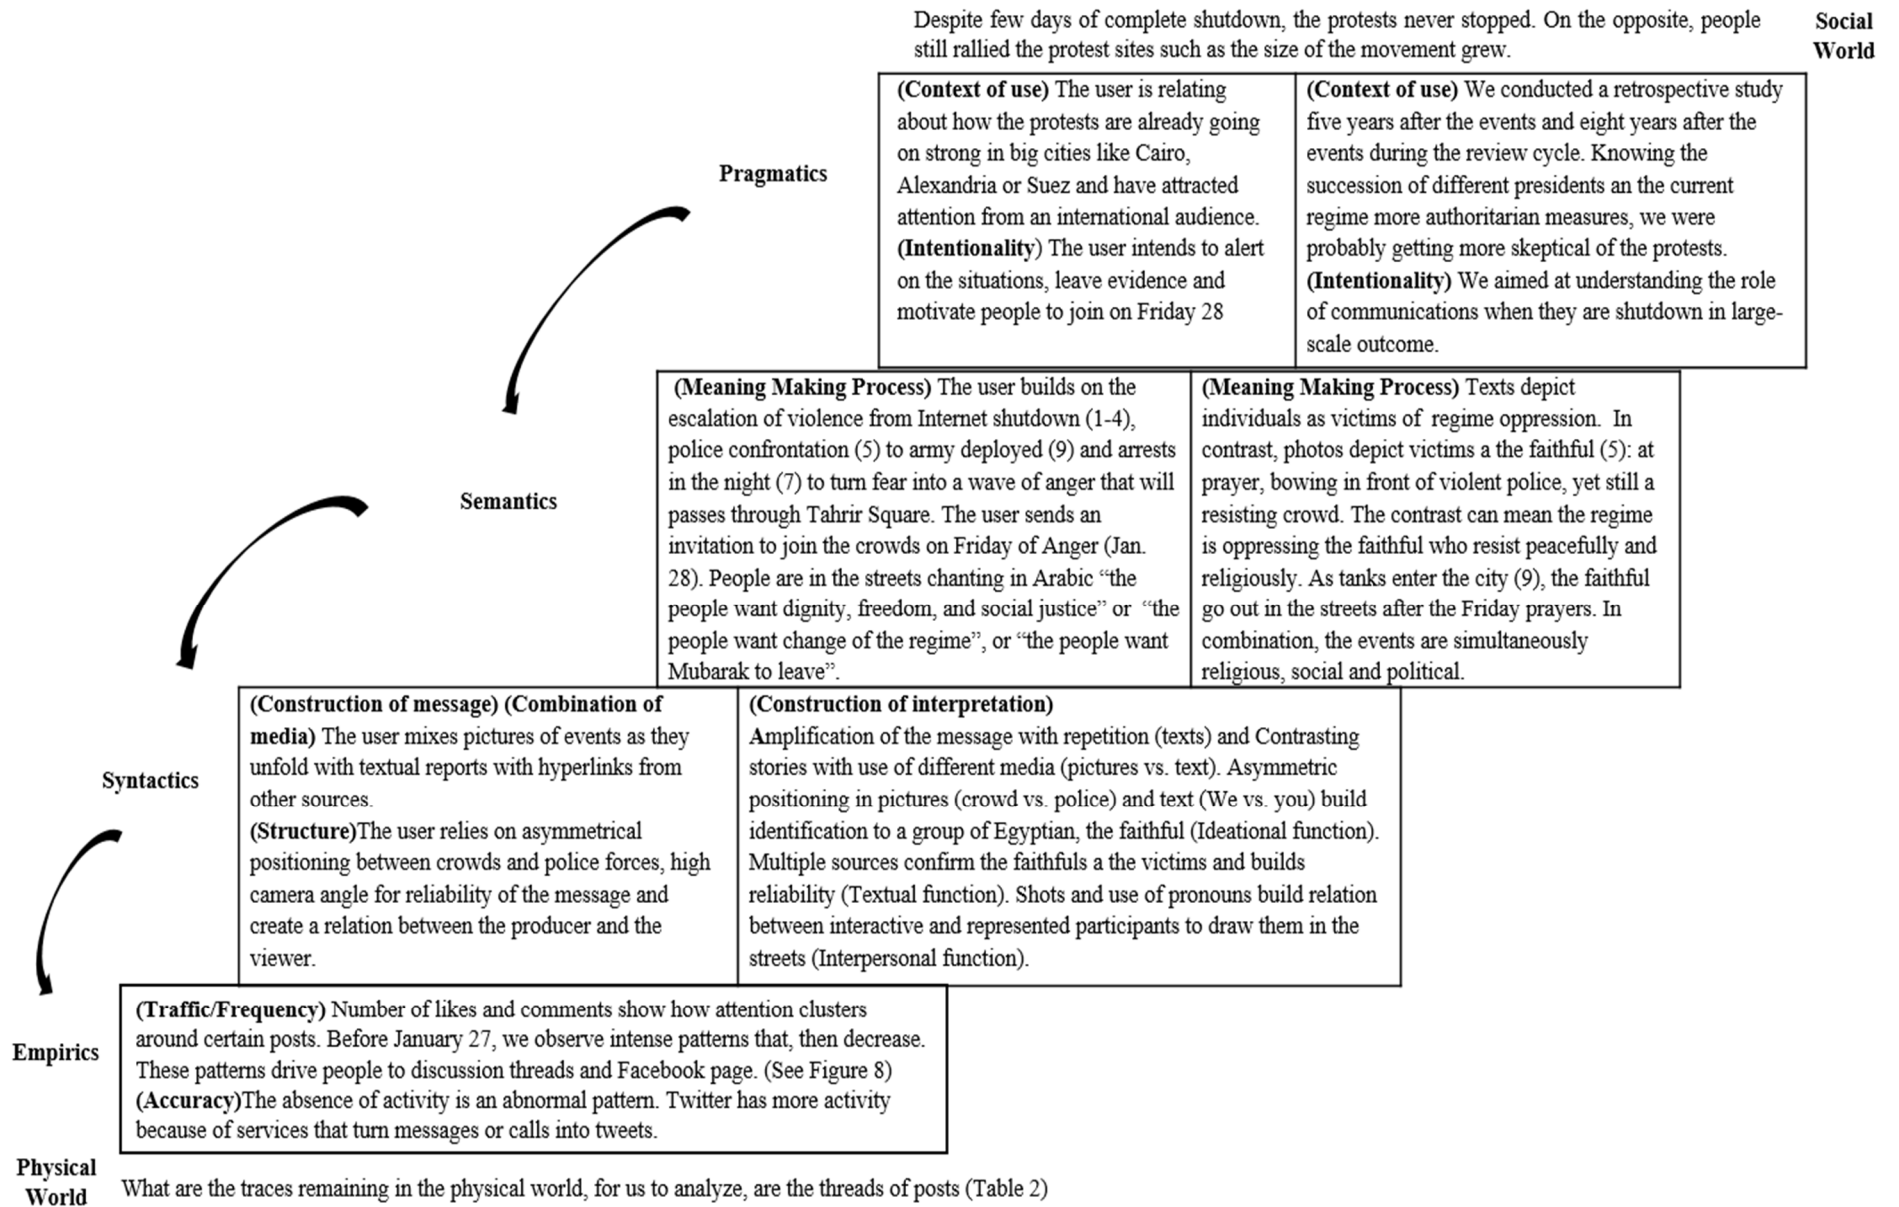 Despite few days of complete shutdown, the protests never stopped. On the opposite, people
still rallied the protest sites such as the size of the movement grew.
Social
World
Pragmatics
(Context of use) The user is relating
about how the protests are already going
on strong in big cities like Cairo,
Alexandria or Suez and have attracted
attention from an international audience.
(Intentionality) The user intends to alert
on the situations, leave evidence and
motivate people to join on Friday 28
(Context of use) We conducted a retrospective study
five years after the events and eight years after the
events during the review cycle. Knowing the
succession of different presidents an the current
regime more authoritarian measures, we were
probably getting more skeptical of the protests.
(Intentionality) We aimed at understanding the role
of communications when they are shutdown in large-
scale outcome.
Semantics
(Meaning Making Process) The user builds on the
escalation of violence from Internet shutdown (1-4),
police confrontation (5) to army deployed (9) and arrests
in the night (7) to turn fear into a wave of anger that will
passes through Tahrir Square. The user sends an
invitation to join the crowds on Friday of Anger (Jan.
28). People are in the streets chanting in Arabic “the
people want dignity, freedom, and social justice” or “the
people want change of the regime”, or “the people want
Mubarak to leave”.
(Meaning Making Process) Texts depict
individuals as victims of regime oppression. In
contrast, photos depict victims a the faithful (5): at
prayer, bowing in front of violent police, yet still a
resisting crowd. The contrast can mean the regime
is oppressing the faithful who resist peacefully and
religiously. As tanks enter the city (9), the faithful
go out in the streets after the Friday prayers. In
combination, the events are simultaneously
religious, social and political.
Syntactics
(Construction of message) (Combination of
media) The user mixes pictures of events as they
unfold with textual reports with hyperlinks from
other sources.
(Structure)The user relies on asymmetrical
positioning between crowds and police forces, high
camera angle for reliability of the message and
create a relation between the producer and the
viewer.
(Construction of interpretation)
Amplification of the message with repetition (texts) and Contrasting
stories with use of different media (pictures vs. text). Asymmetric
positioning in pictures (crowd vs. police) and text (We vs. you) build
identification to a group of Egyptian, the faithful (Ideational function).
Multiple sources confirm the faithfuls a the victims and builds
reliability (Textual function). Shots and use of pronouns build relation
between interactive and represented participants to draw them in the
streets (Interpersonal function).
Empirics
(Traffic/Frequency) Number of likes and comments show how attention clusters
around certain posts. Before January 27, we observe intense patterns that, then decrease.
These patterns drive people to discussion threads and Facebook page. (See Figure 8)
(Accuracy)The absence of activity is an abnormal pattern. Twitter has more activity
because of services that turn messages or calls into tweets.
Physical
World
What are the traces remaining in the physical world, for us to analyze, are the threads of posts (Table 2)